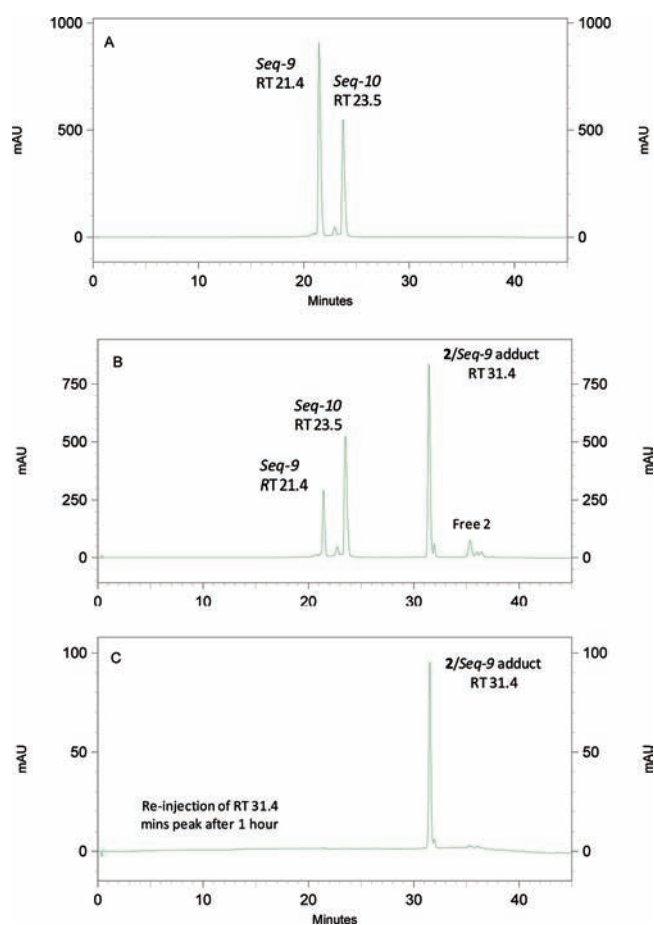 A
1000
1000
500
500
0
0
mAU
mAU
Seq-9
RT 21.4
Seq-10
RT 23.5
0
10
20
30
40
Minutes
B
750
750
500
500
250
250
0
0
mAU
mAU
Seq-9
RT 21.4
Seq-10
RT 23.5
2/Seq-9 adduct
RT 31.4
Free 2
0
10
20
30
40
C
100
100
50
50
0
0
mAU
mAU
2/Seq-9 adduct
RT 31.4
Re-injection of RT 31.4
mins peak after 1 hour
0
10
20
30
40
Minutes